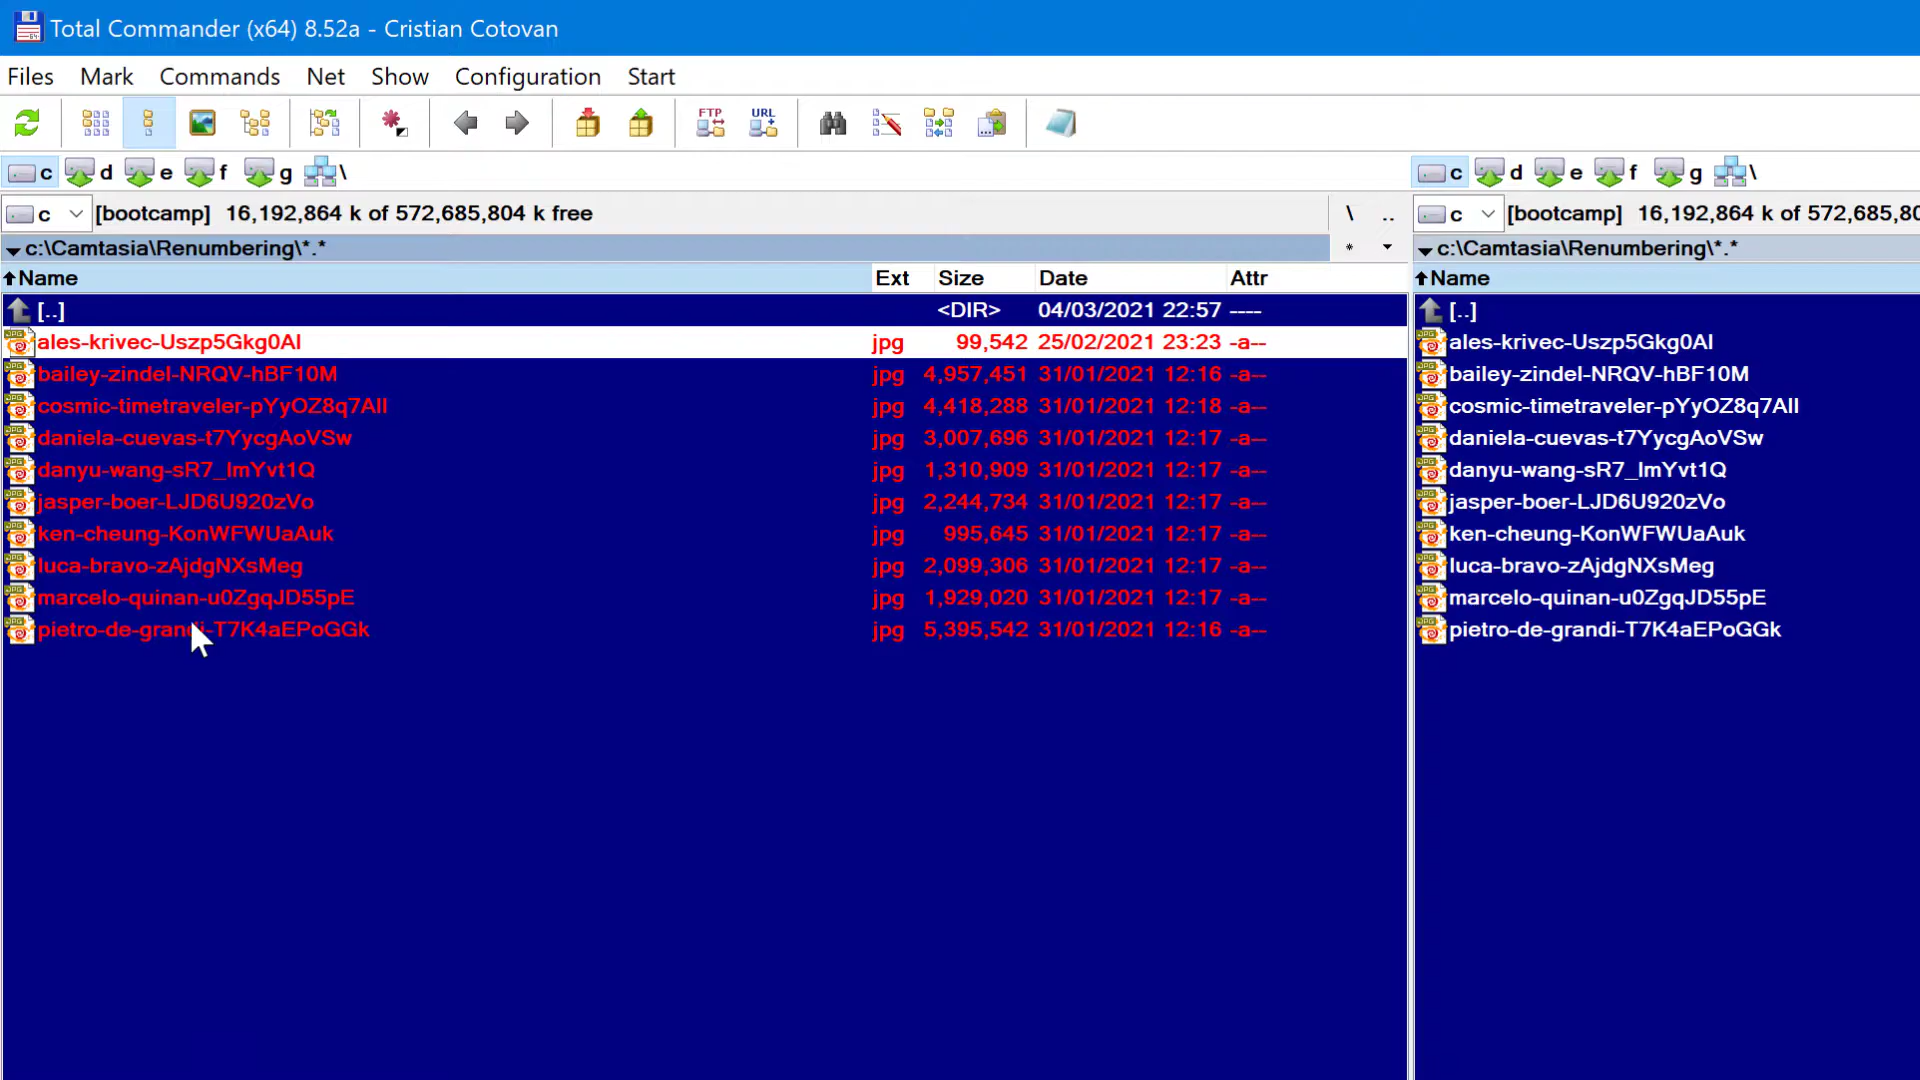 Total Commander (x64) 8.52a - Cristian Cotovan
Files Mark Commands Net Show Configuration Start
FTP URL
c d e f g \ c d e f g \
c [bootcamp] 16,192,864 k of 572,685,804 k free \ .. c [bootcamp] 16,192,864 k of 572,685,80
c:\Camtasia\Renumbering\*.* * c:\Camtasia\Renumbering\*.*
Name Ext Size Date Attr Name
[..] <DIR> 04/03/2021 22:57 ---- [..]
ales-krivec-Uszp5Gkg0AI jpg 99,542 25/02/2021 23:23 -a-- ales-krivec-Uszp5Gkg0AI
bailey-zindel-NRQV-hBF10M jpg 4,957,451 31/01/2021 12:16 -a-- bailey-zindel-NRQV-hBF10M
cosmic-timetraveler-pYyOZ8q7AII jpg 4,418,288 31/01/2021 12:18 -a-- cosmic-timetraveler-pYyOZ8q7AII
daniela-cuevas-t7YycgAoVSw jpg 3,007,696 31/01/2021 12:17 -a-- daniela-cuevas-t7YycgAoVSw
danyu-wang-sR7_lmYvt1Q jpg 1,310,909 31/01/2021 12:17 -a-- danyu-wang-sR7_lmYvt1Q
jasper-boer-LJD6U920zVo jpg 2,244,734 31/01/2021 12:17 -a-- jasper-boer-LJD6U920zVo
ken-cheung-KonWFWUaAuk jpg 995,645 31/01/2021 12:17 -a-- ken-cheung-KonWFWUaAuk
luca-bravo-zAjdgNXsMeg jpg 2,099,306 31/01/2021 12:17 -a-- luca-bravo-zAjdgNXsMeg
marcelo-quinan-u0ZgqJD55pE jpg 1,929,020 31/01/2021 12:17 -a-- marcelo-quinan-u0ZgqJD55pE
pietro-de-grandi-T7K4aEPoGGk jpg 5,395,542 31/01/2021 12:16 -a-- pietro-de-grandi-T7K4aEPoGGk